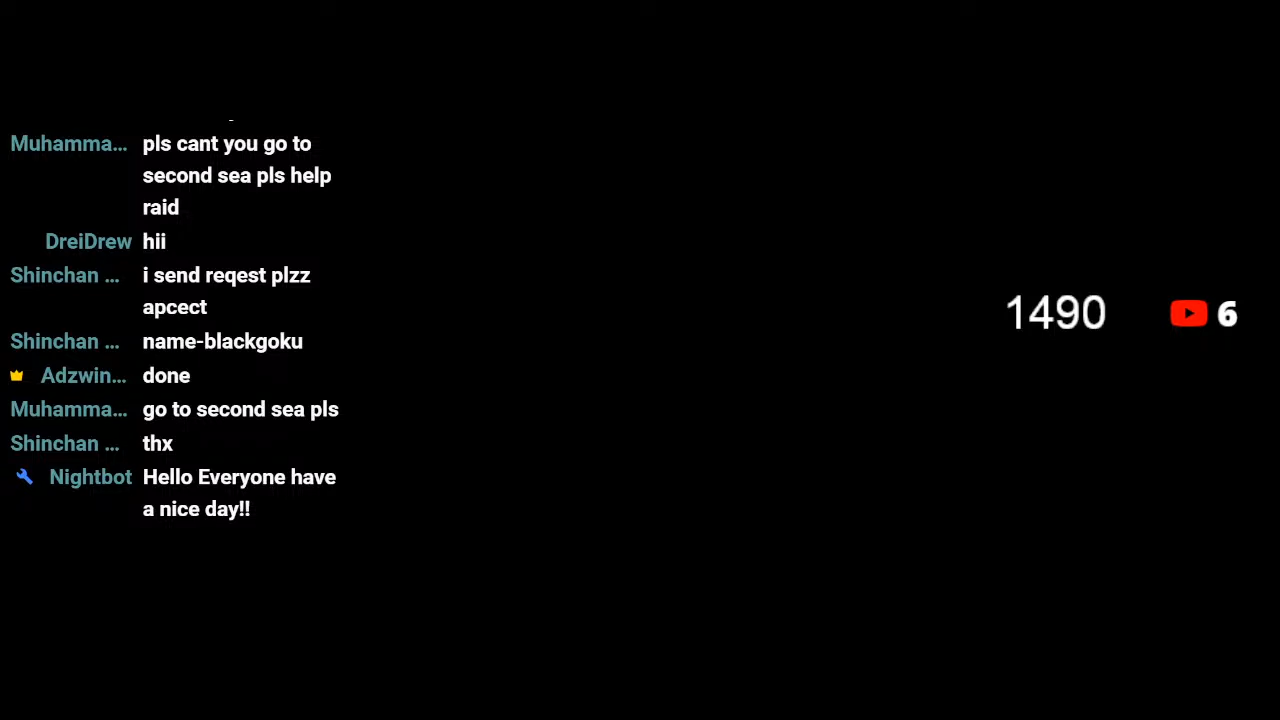 Muhamma... pls cant you go to
second sea pls help
raid
DreiDrew hii
Shinchan ... i send reqest plzz
apcect
1490 6
Shinchan ... name-blackgoku
Adzwin... done
Muhamma... go to second sea pls
Shinchan ... thx
Nightbot Hello Everyone have
a nice day!!